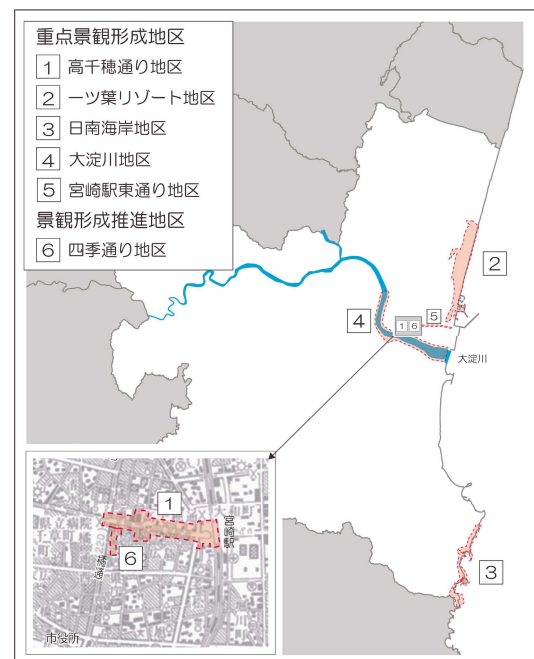 重点景観形成地区
1 高千穂通り地区
2 一ツ葉リゾート地区
3 日南海岸地区
4 大淀川地区
5 宮崎駅東通り地区
景観形成推進地区
6 四季通り地区
2
5
1 6
4
大淀川
1
宮崎駅
県立病院
6
橘通
市役所
3